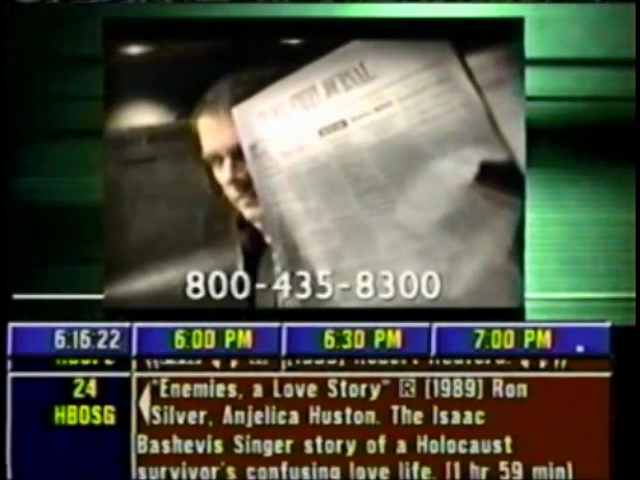 JOURNAL
800-435-8300
6:16:22 6:00 PM 6:30 PM 7:00 PM
24 "Enemies, a Love Story" R (1989) Ron
HBOSG Silver, Anjelica Huston. The Isaac
Bashevis Singer story of a Holocaust
survivor's confusing love life. (1 hr 59 min)